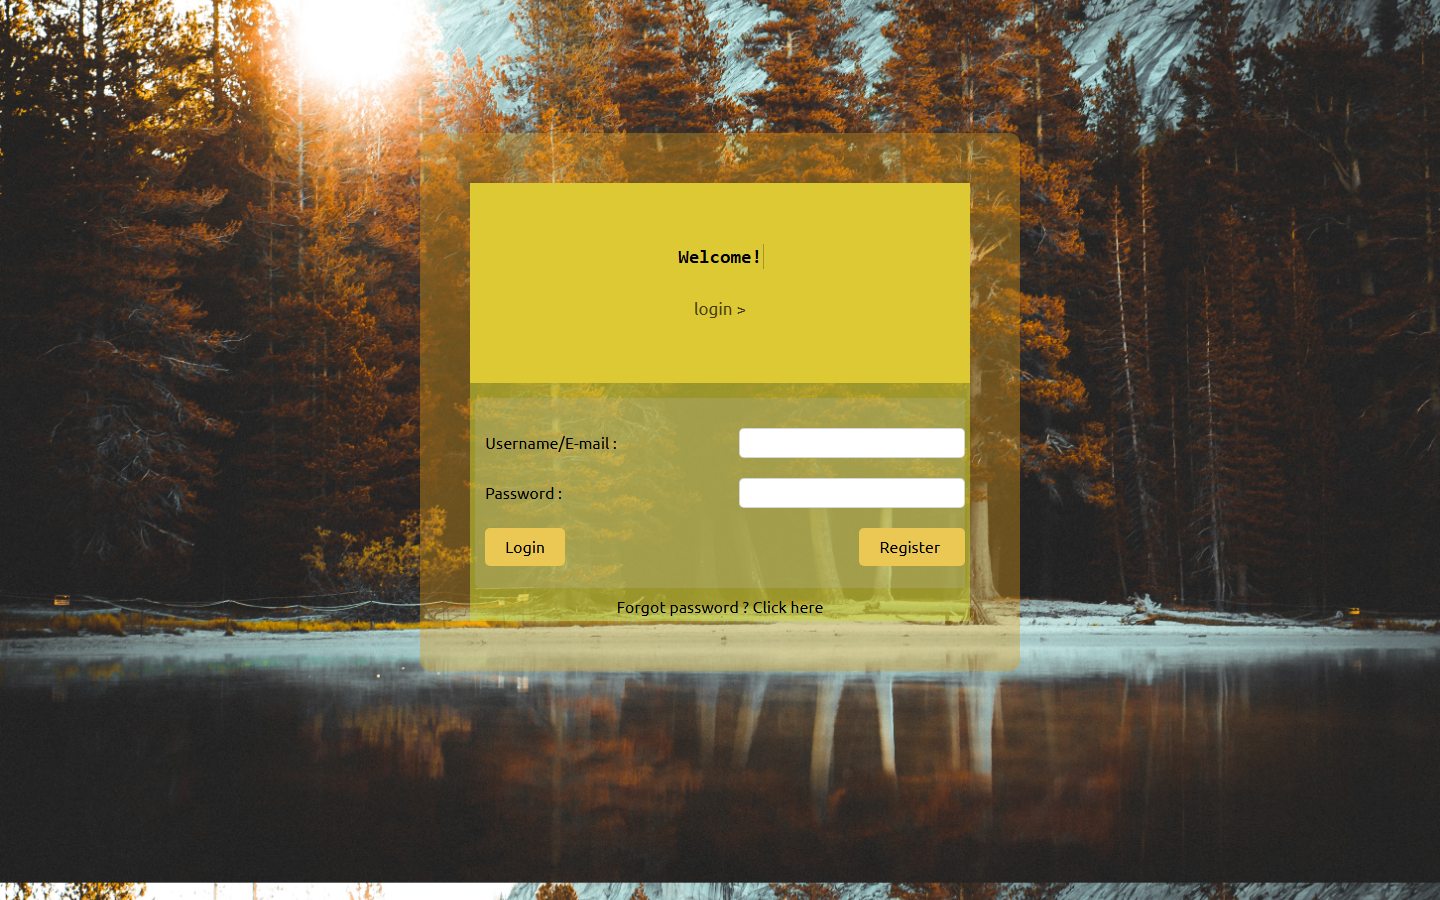 Welcome!
login >
Username/E-mail :
Password :
Login
Register
Forgot password ? Click here